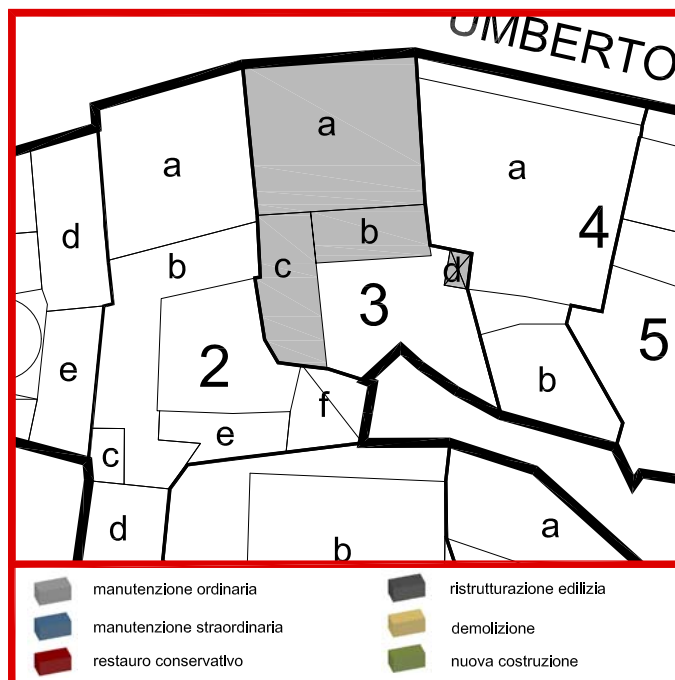 UMBERTO
a
a
a
d
b
b
4
c
d
3
5
2
e
f
b
e
c
d
b
a
manutenzione ordinaria
ristrutturazione edilizia
manutenzione straordinaria
demolizione
restauro conservativo
nuova costruzione